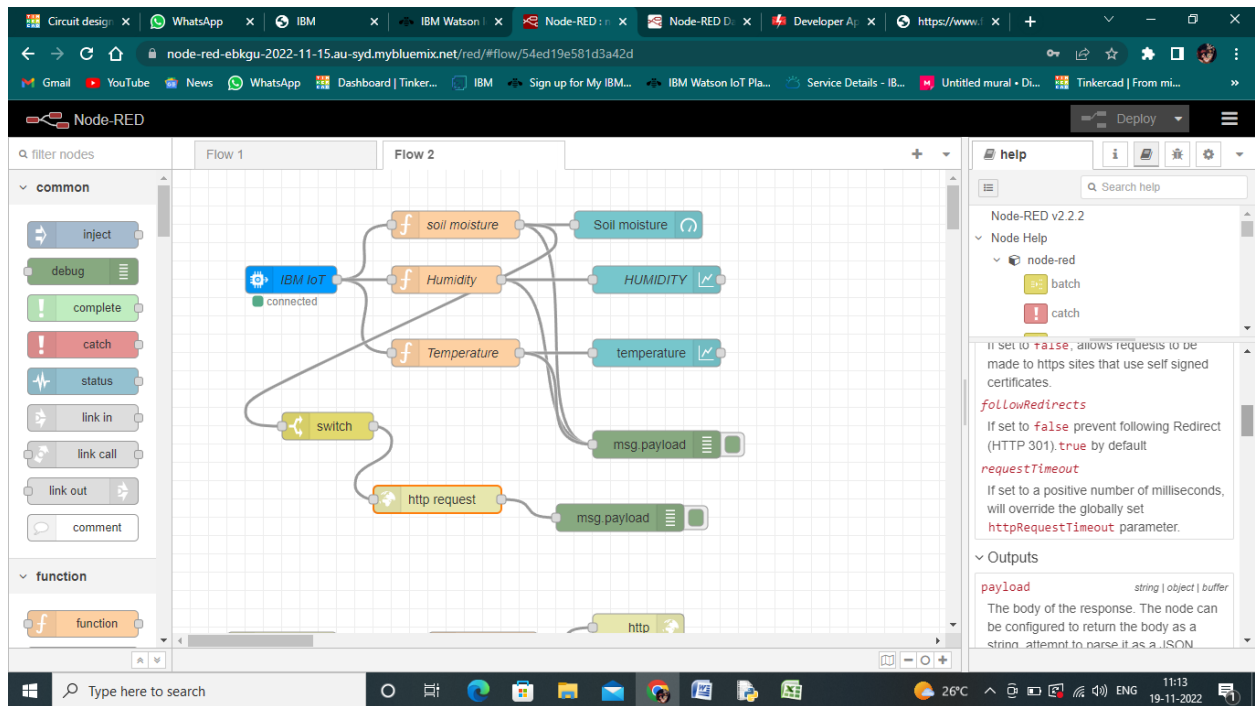 Circuit design
WhatsApp
IBM
IBM Watson I
Node-RED : n
Node-RED Da
Developer Ap
https://www.f
node-red-ebkgu-2022-11-15.au-syd.mybluemix.net/red/#flow/54ed19e581d3a42d
Gmail YouTube News WhatsApp Dashboard | Tinker... IBM Sign up for My IBM... IBM Watson IoT Pla... Service Details - IB... Untitled mural • Di... Tinkercad | From mi... »
Node-RED Deploy
filter nodes
common
inject
debug
complete
catch
status
link in
link call
link out
comment
function
function
Flow 1 Flow 2
soil moisture Soil moisture
IBM IoT Humidity HUMIDITY
connected
Temperature temperature
switch
msg.payload
http request
msg.payload
http
help
Search help
Node-RED v2.2.2
Node Help
node-red
batch
catch
If set to false, allows requests to be
made to https sites that use self signed
certificates.
followRedirects
If set to false prevent following Redirect
(HTTP 301).true by default
requestTimeout
If set to a positive number of milliseconds,
will override the globally set
httpRequestTimeout parameter.
Outputs
payload string | object | buffer
The body of the response. The node can
be configured to return the body as a
string, attempt to parse it as a JSON
Type here to search
26°C ENG
11:13
19-11-2022